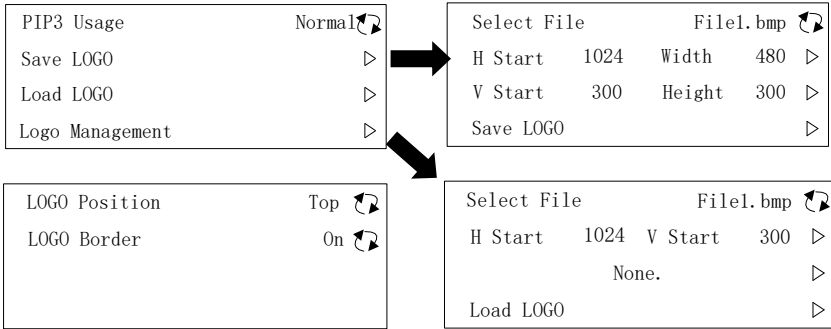 PIP3 Usage Normal
Save LOGO
Load LOGO
Logo Management
Select File File1.bmp
H Start 1024 Width 480
V Start 300 Height 300
Save LOGO
LOGO Position Top
LOGO Border On
Select File File1.bmp
H Start 1024 V Start 300
None.
Load LOGO